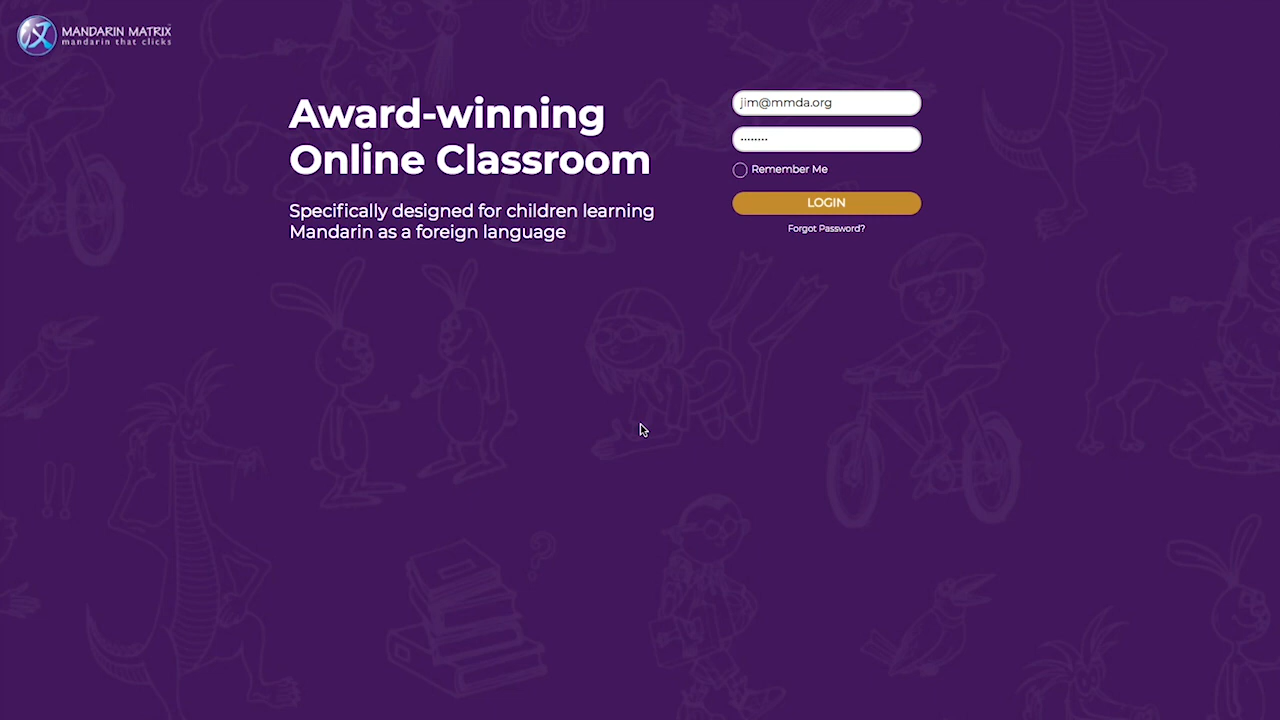 MANDARIN MATRIX
mandarin that clicks
Award-winning
Online Classroom
Specifically designed for children learning
Mandarin as a foreign language
jim@mmda.org
••••••••
Remember Me
LOGIN
Forgot Password?